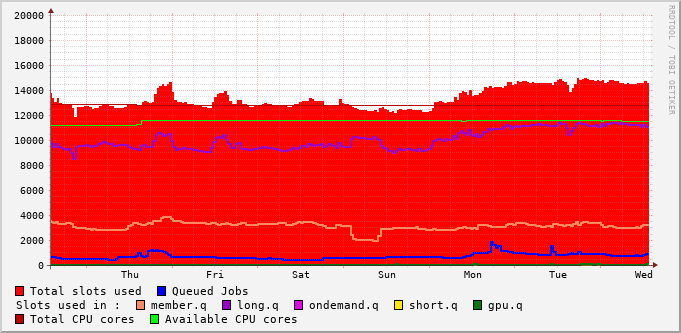 20000
18000
16000
14000
12000
10000
8000
6000
4000
2000
0
Thu Fri Sat Sun Mon Tue Wed
RRDTOOL / TOBI OETIKER
Total slots used Queued Jobs
Slots used in : member.q long.q ondemand.q short.q gpu.q
Total CPU cores Available CPU cores